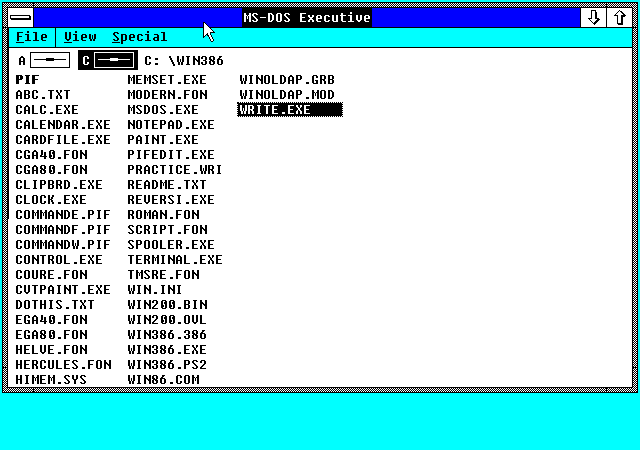 MS-DOS Executive
File View Special
A C C: \WIN386
PIF MEMSET.EXE WINOLDAP.GRB
ABC.TXT MODERN.FON WINOLDAP.MOD
CALC.EXE MSDOS.EXE WRITE.EXE
CALENDAR.EXE NOTEPAD.EXE
CARDFILE.EXE PAINT.EXE
CGA40.FON PIFEDIT.EXE
CGA80.FON PRACTICE.WRI
CLIPBRD.EXE README.TXT
CLOCK.EXE REVERSI.EXE
COMMANDE.PIF ROMAN.FON
COMMANDF.PIF SCRIPT.FON
COMMANDW.PIF SPOOLER.EXE
CONTROL.EXE TERMINAL.EXE
COURE.FON TMSRE.FON
CVTPAINT.EXE WIN.INI
DOTHIS.TXT WIN200.BIN
EGA40.FON WIN200.OVL
EGA80.FON WIN386.386
HELVE.FON WIN386.EXE
HERCULES.FON WIN386.PS2
HIMEM.SYS WIN86.COM